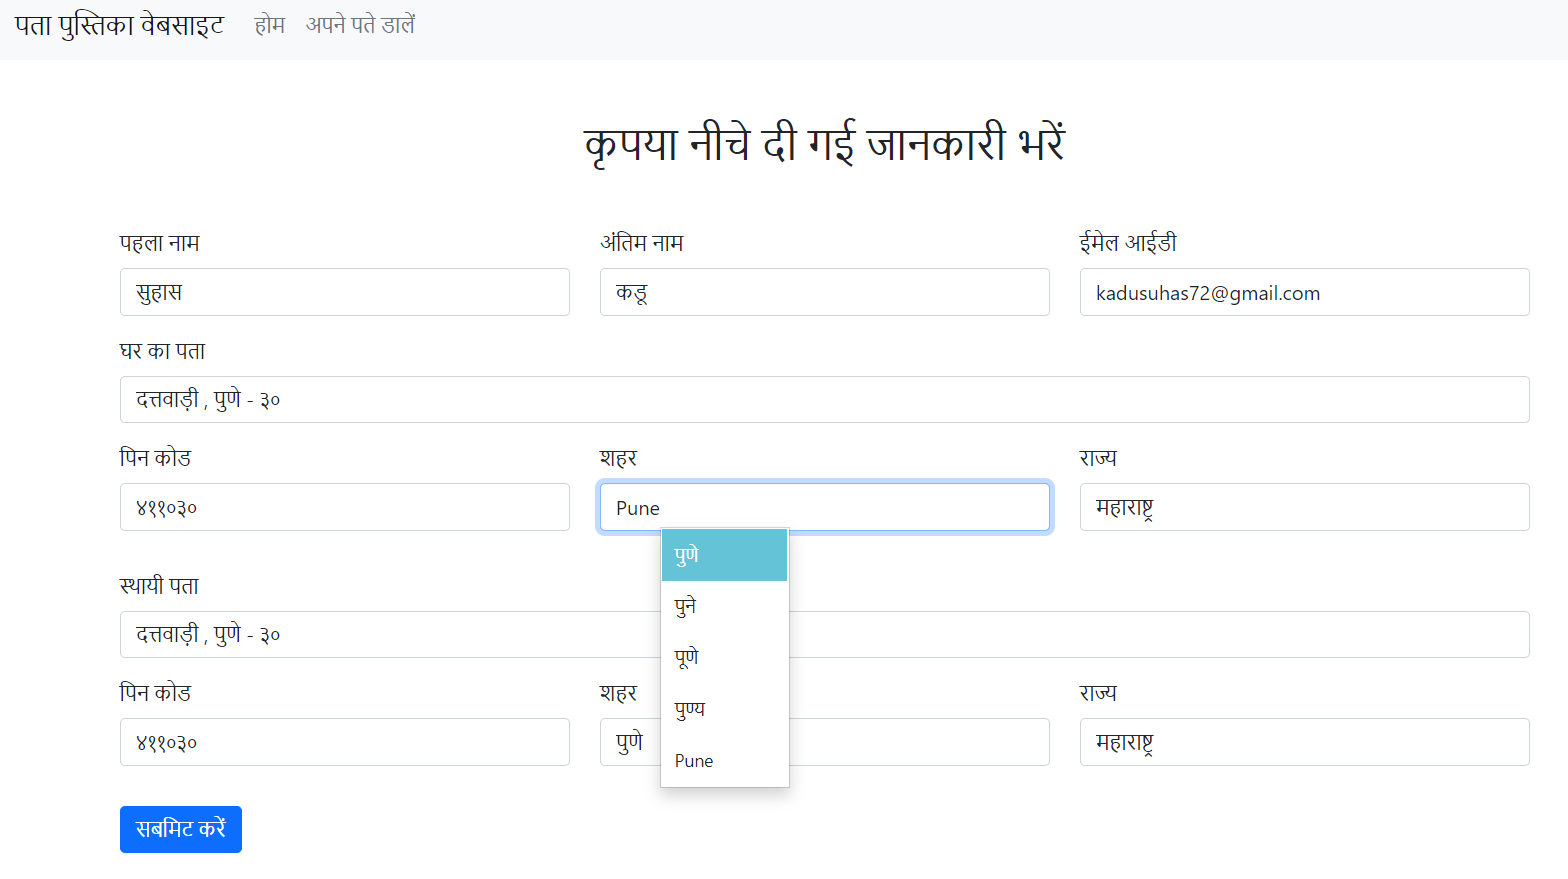 पता पुस्तिका वेबसाइट होम अपने पते डालें
कृपया नीचे दी गई जानकारी भरें
पहला नाम अंतिम नाम ईमेल आईडी
सुहास कडू kadusuhas72@gmail.com
घर का पता
दत्तवाड़ी , पुणे - ३०
पिन कोड शहर राज्य
४११०३० Pune महाराष्ट्र
पुणे
पुने
पूणे
पुण्य
Pune
स्थायी पता
दत्तवाड़ी , पुणे - ३०
पिन कोड शहर राज्य
४११०३० पुणे महाराष्ट्र
सबमिट करें